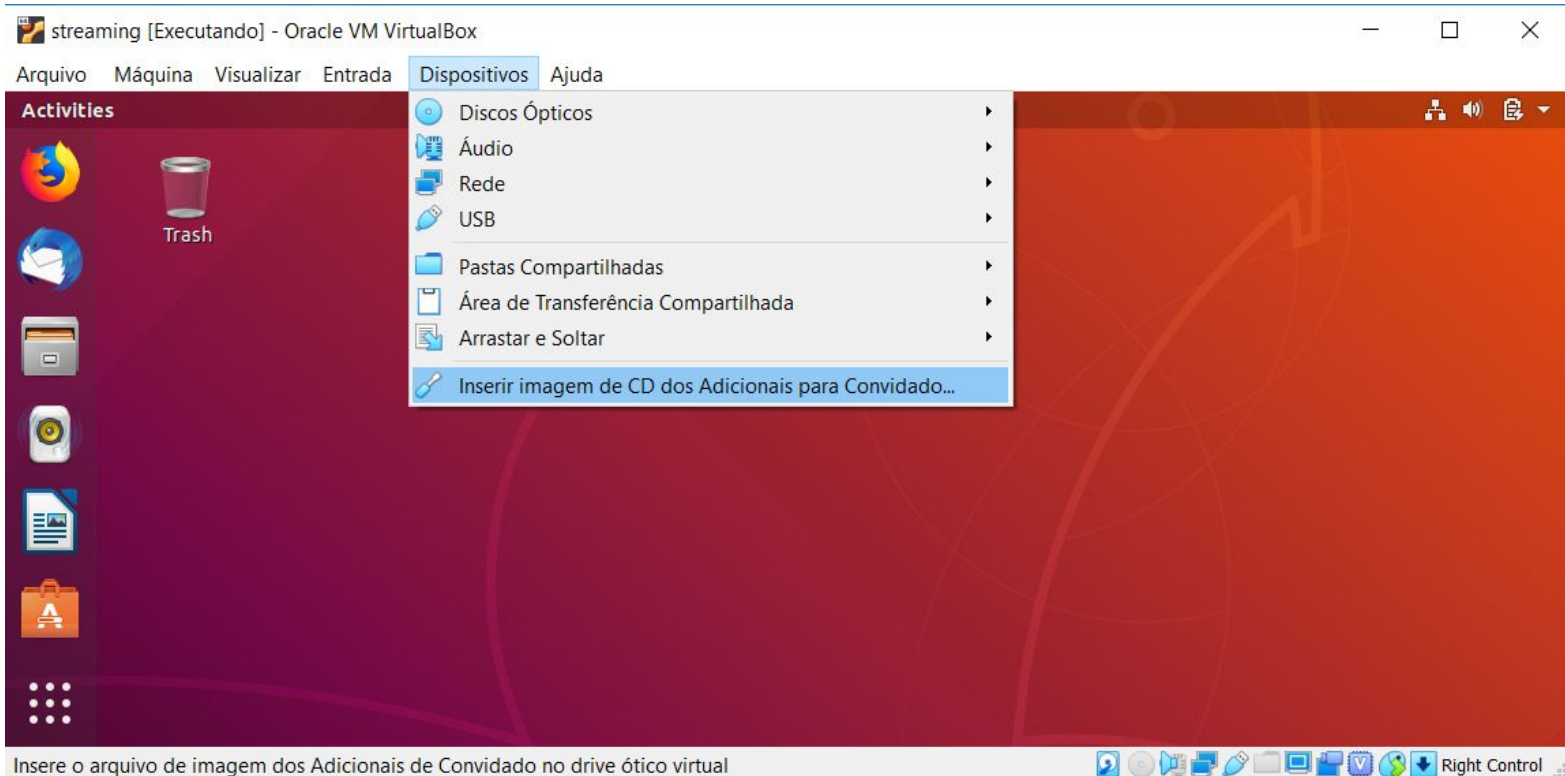 streaming [Executando] - Oracle VM VirtualBox
Arquivo Máquina Visualizar Entrada Dispositivos Ajuda
Activities
Discos Ópticos
Áudio
Rede
USB
Trash
Pastas Compartilhadas
Área de Transferência Compartilhada
Arrastar e Soltar
Inserir imagem de CD dos Adicionais para Convidado...
Insere o arquivo de imagem dos Adicionais de Convidado no drive ótico virtual
Right Control